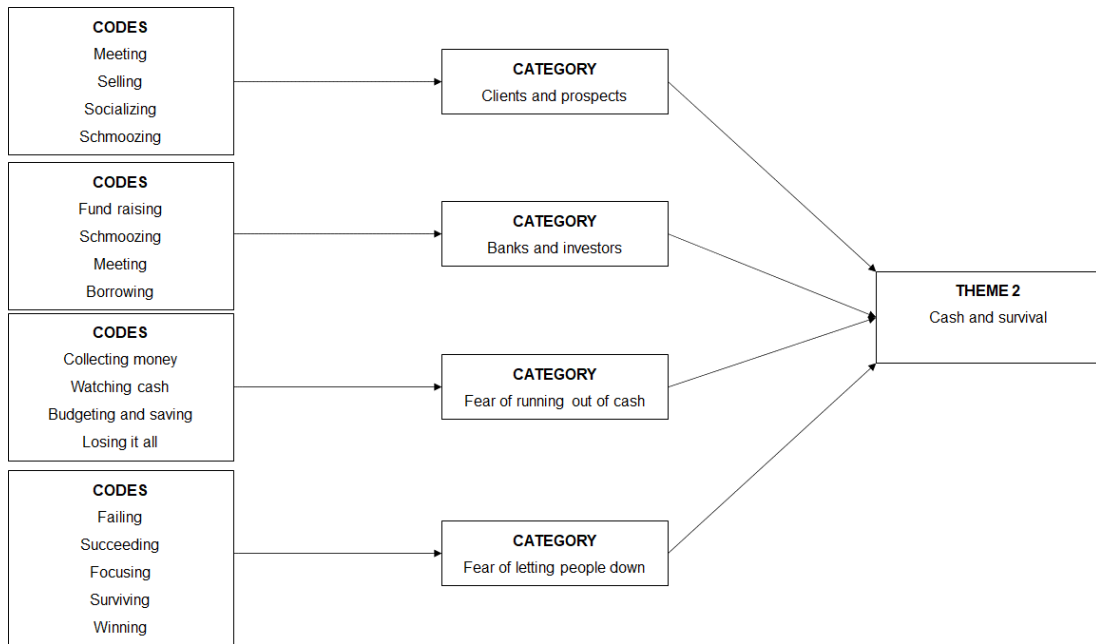 CODES
Meeting
Selling
Socializing
Schmoozing
CATEGORY
Clients and prospects
CODES
Fund raising
Schmoozing
Meeting
Borrowing
CATEGORY
Banks and investors
CODES
Collecting money
Watching cash
Budgeting and saving
Losing it all
CATEGORY
Fear of running out of cash
CODES
Failing
Succeeding
Focusing
Surviving
Winning
CATEGORY
Fear of letting people down
THEME 2
Cash and survival